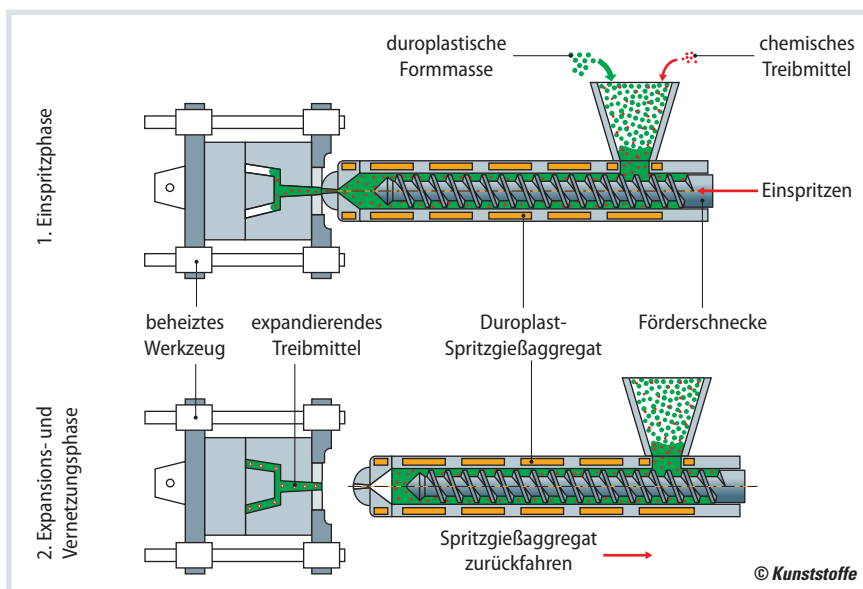 duroplastische
Formmasse
chemisches
Treibmittel
1. Einspritzphase
Einspritzen
beheiztes
Werkzeug
expandierendes
Treibmittel
Duroplast-
Spritzgießaggregat
Förderschnecke
2. Expansions- und
Vernetzungsphase
Spritzgießaggregat
zurückfahren
© Kunststoffe